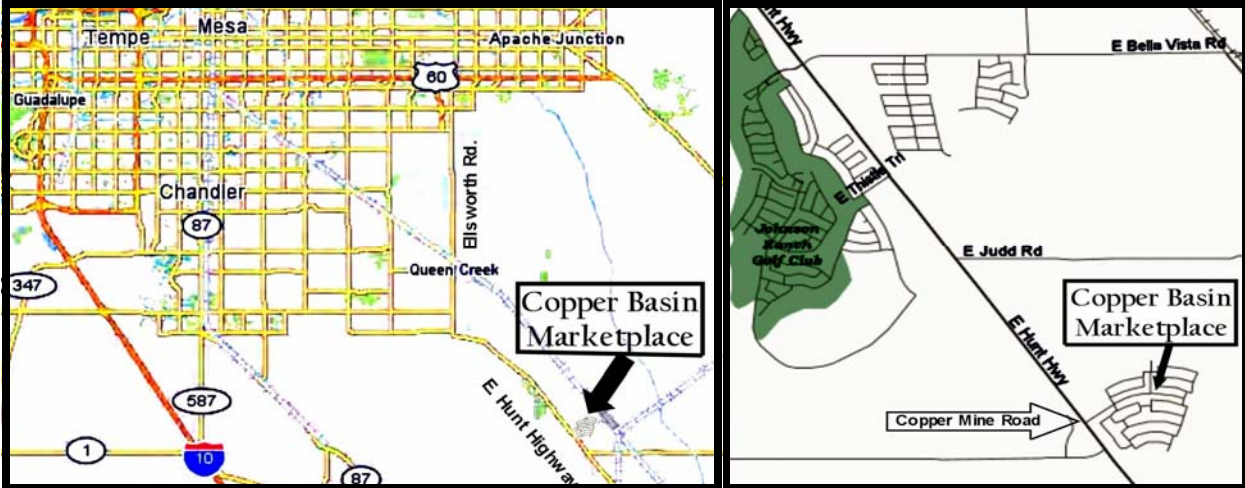 Mesa
Tempe
Apache Junction
60
Guadalupe
Ellsworth Rd.
Chandler
87
Queen Creek
347
Copper Basin
Marketplace
E Hunt Highway
587
1
10
87
nt Hwy
E Bella Vista Rd
E Thistle Trl
Johnson
Ranch
Golf Club
E Judd Rd
Copper Basin
Marketplace
E Hunt Hwy
Copper Mine Road